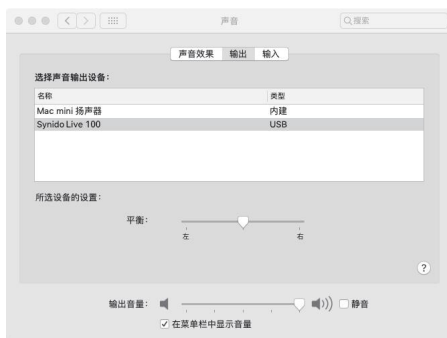 声音
搜索
声音效果 输出 输入
选择声音输出设备：
名称 类型
Mac mini 扬声器 内建
Synido Live 100 USB
所选设备的设置：
平衡：
左 右
?
输出音量： 静音
在菜单栏中显示音量